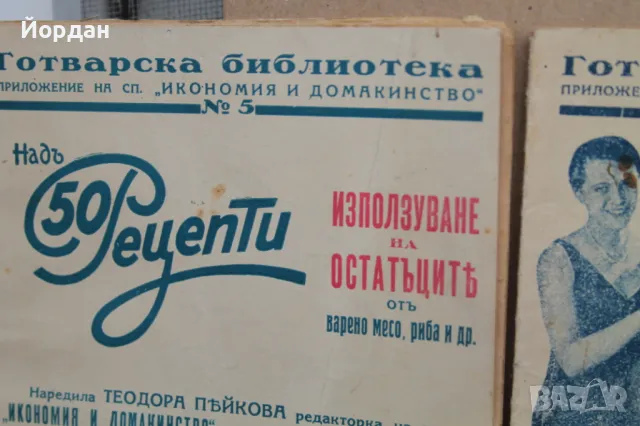 Йордан
Готварска библиотека
ПРИЛОЖЕНИЕ НА СП. „ИКОНОМИЯ И ДОМАКИНСТВО“
№ 5
Надъ
50 Рецепти
ИЗПОЛЗУВАНЕ
НА
ОСТАТЪЦИТѢ
отъ
варено месо, риба и др.
Наредила ТЕОДОРА ПѢЙКОВА редакторка на
„ИКОНОМИЯ И ДОМАКИНСТВО“
Гот
ПРИЛОЖЕ
BAZAR